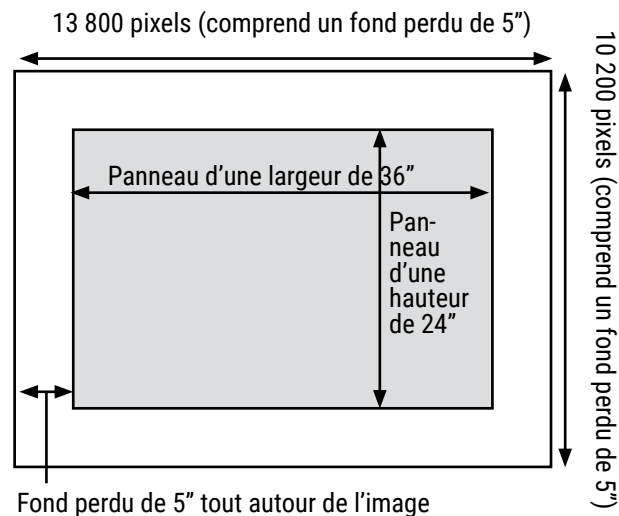 13 800 pixels (comprend un fond perdu de 5”)
10 200 pixels (comprend un fond perdu de 5”)
Panneau d’une largeur de 36”
Pan-
neau
d’une
hauteur
de 24”
Fond perdu de 5” tout autour de l’image